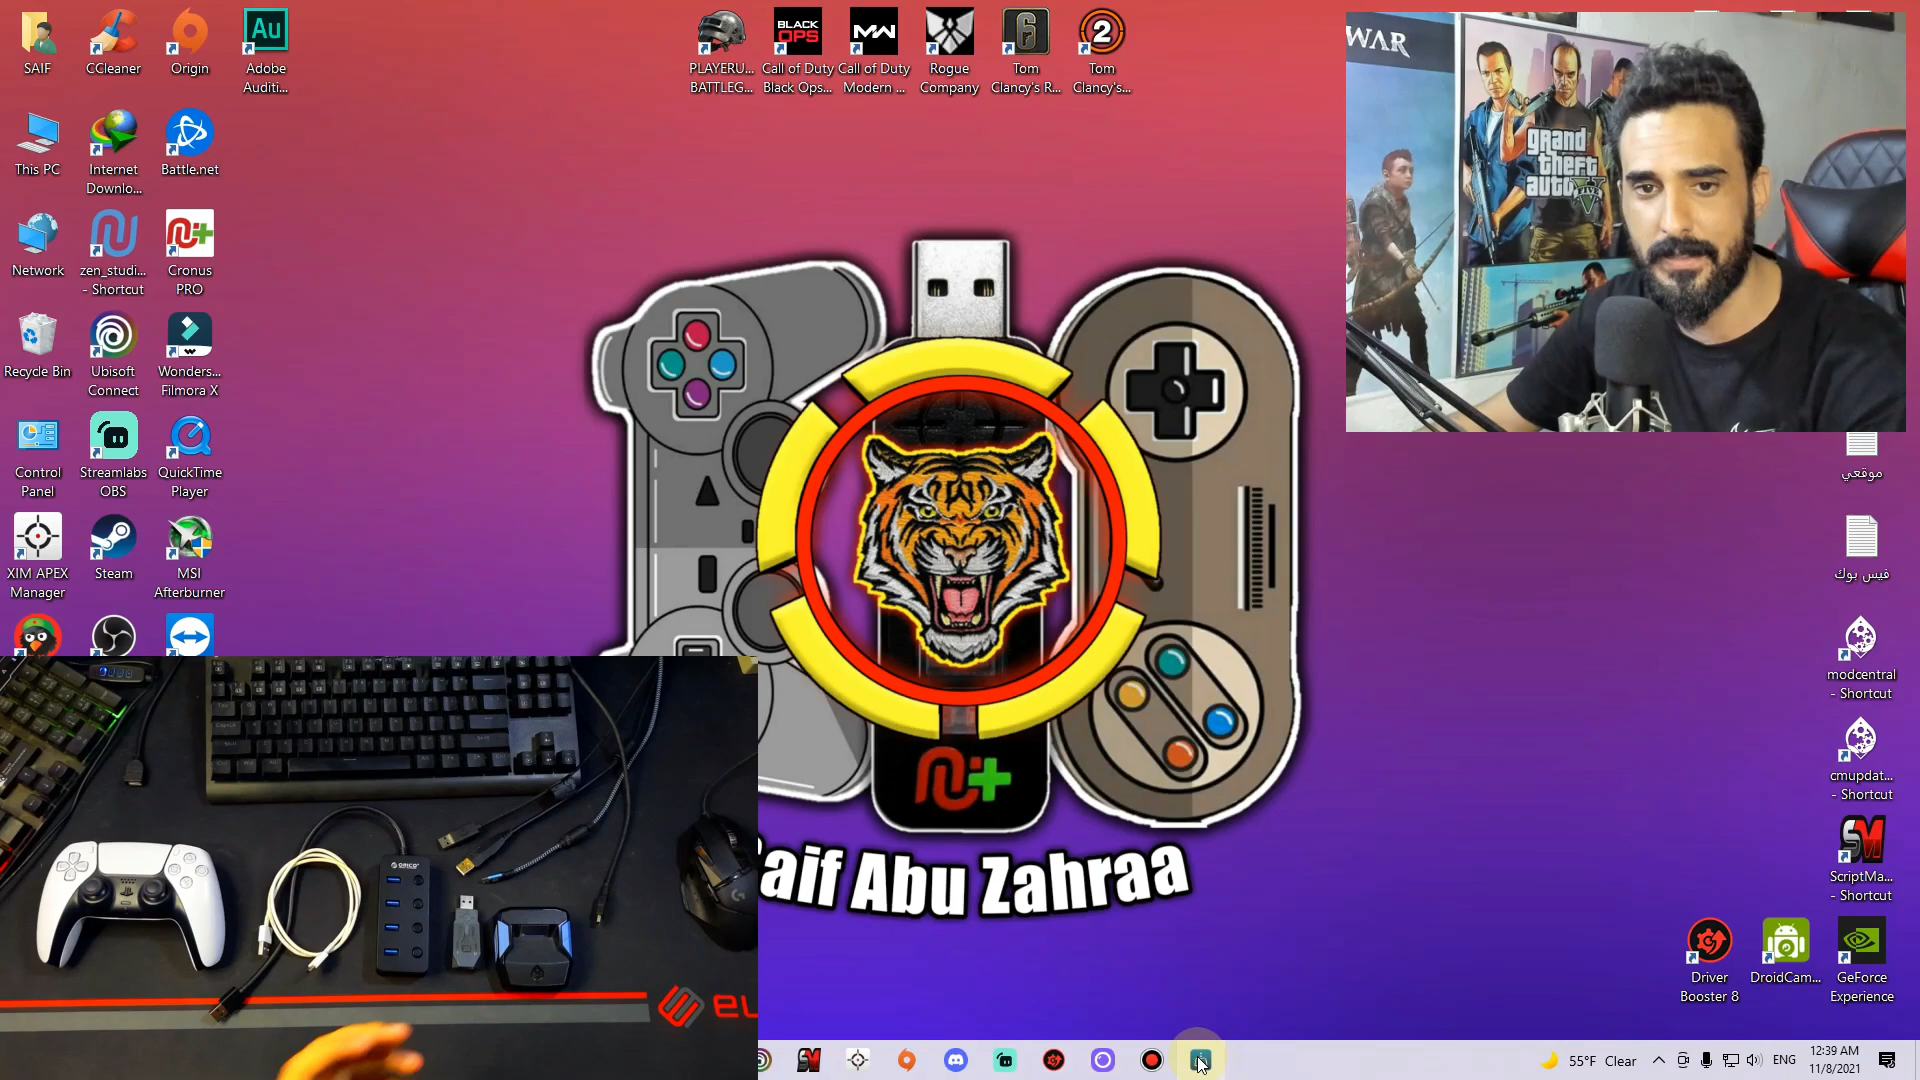 SAIF
CCleaner
Origin
Adobe
Auditi...
PLAYERU...
BATTLEG...
BLACK
OPS
Call of Duty
Black Ops...
Call of Duty
Modern ...
Rogue
Company
Tom
Clancy's R...
Tom
Clancy's...
WAR
grand
theft
auto
This PC
Internet
Downlo...
Battle.net
Network
zen_studi...
- Shortcut
Cronus
PRO
Recycle Bin
Ubisoft
Connect
Wonders...
Filmora X
Control
Panel
Streamlabs
OBS
QuickTime
Player
XIM APEX
Manager
Steam
MSI
Afterburner
موقعي
فيس بوك
modcentral
- Shortcut
cmupdat...
- Shortcut
ScriptMa...
- Shortcut
Driver
Booster 8
DroidCam...
GeForce
Experience
ORICO
aif Abu Zahraa
55°F Clear
ENG
12:39 AM
11/8/2021